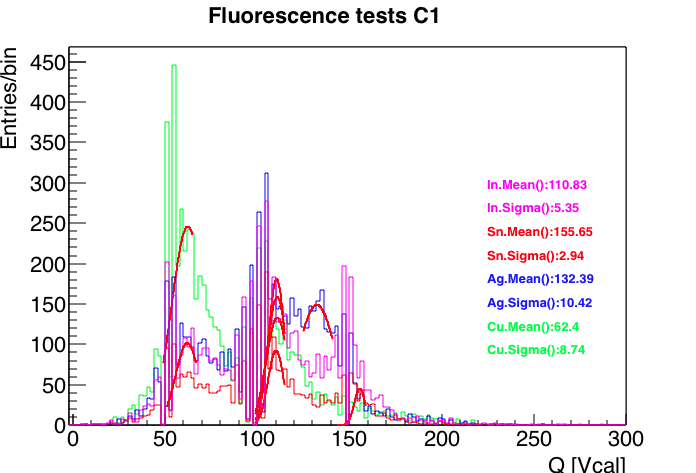 Fluorescence tests C1
Entries/bin
450
400
350
300
250
200
150
100
50
0
In.Mean():110.83
In.Sigma():5.35
Sn.Mean():155.65
Sn.Sigma():2.94
Ag.Mean():132.39
Ag.Sigma():10.42
Cu.Mean():62.4
Cu.Sigma():8.74
0 50 100 150 200 250 300
Q [Vcal]